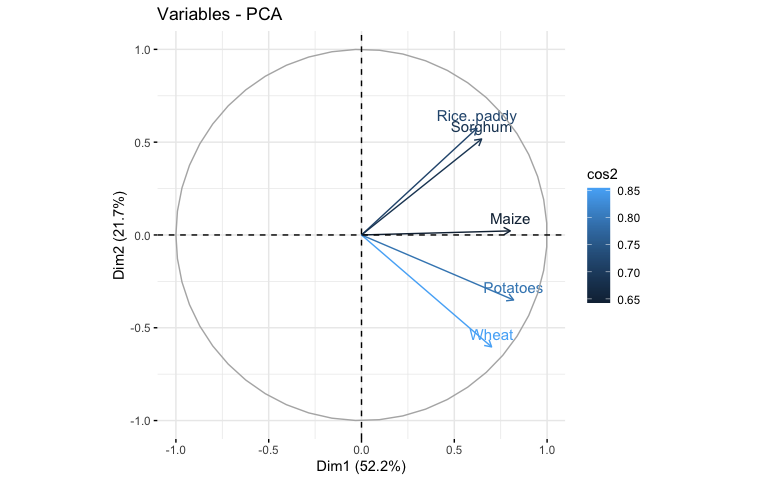 Variables - PCA
1.0
0.5
0.0
-0.5
-1.0
Dim2 (21.7%)
Rice..paddy
Sorghum
Maize
Potatoes
Wheat
-1.0
-0.5
0.0
0.5
1.0
Dim1 (52.2%)
cos2
0.85
0.80
0.75
0.70
0.65